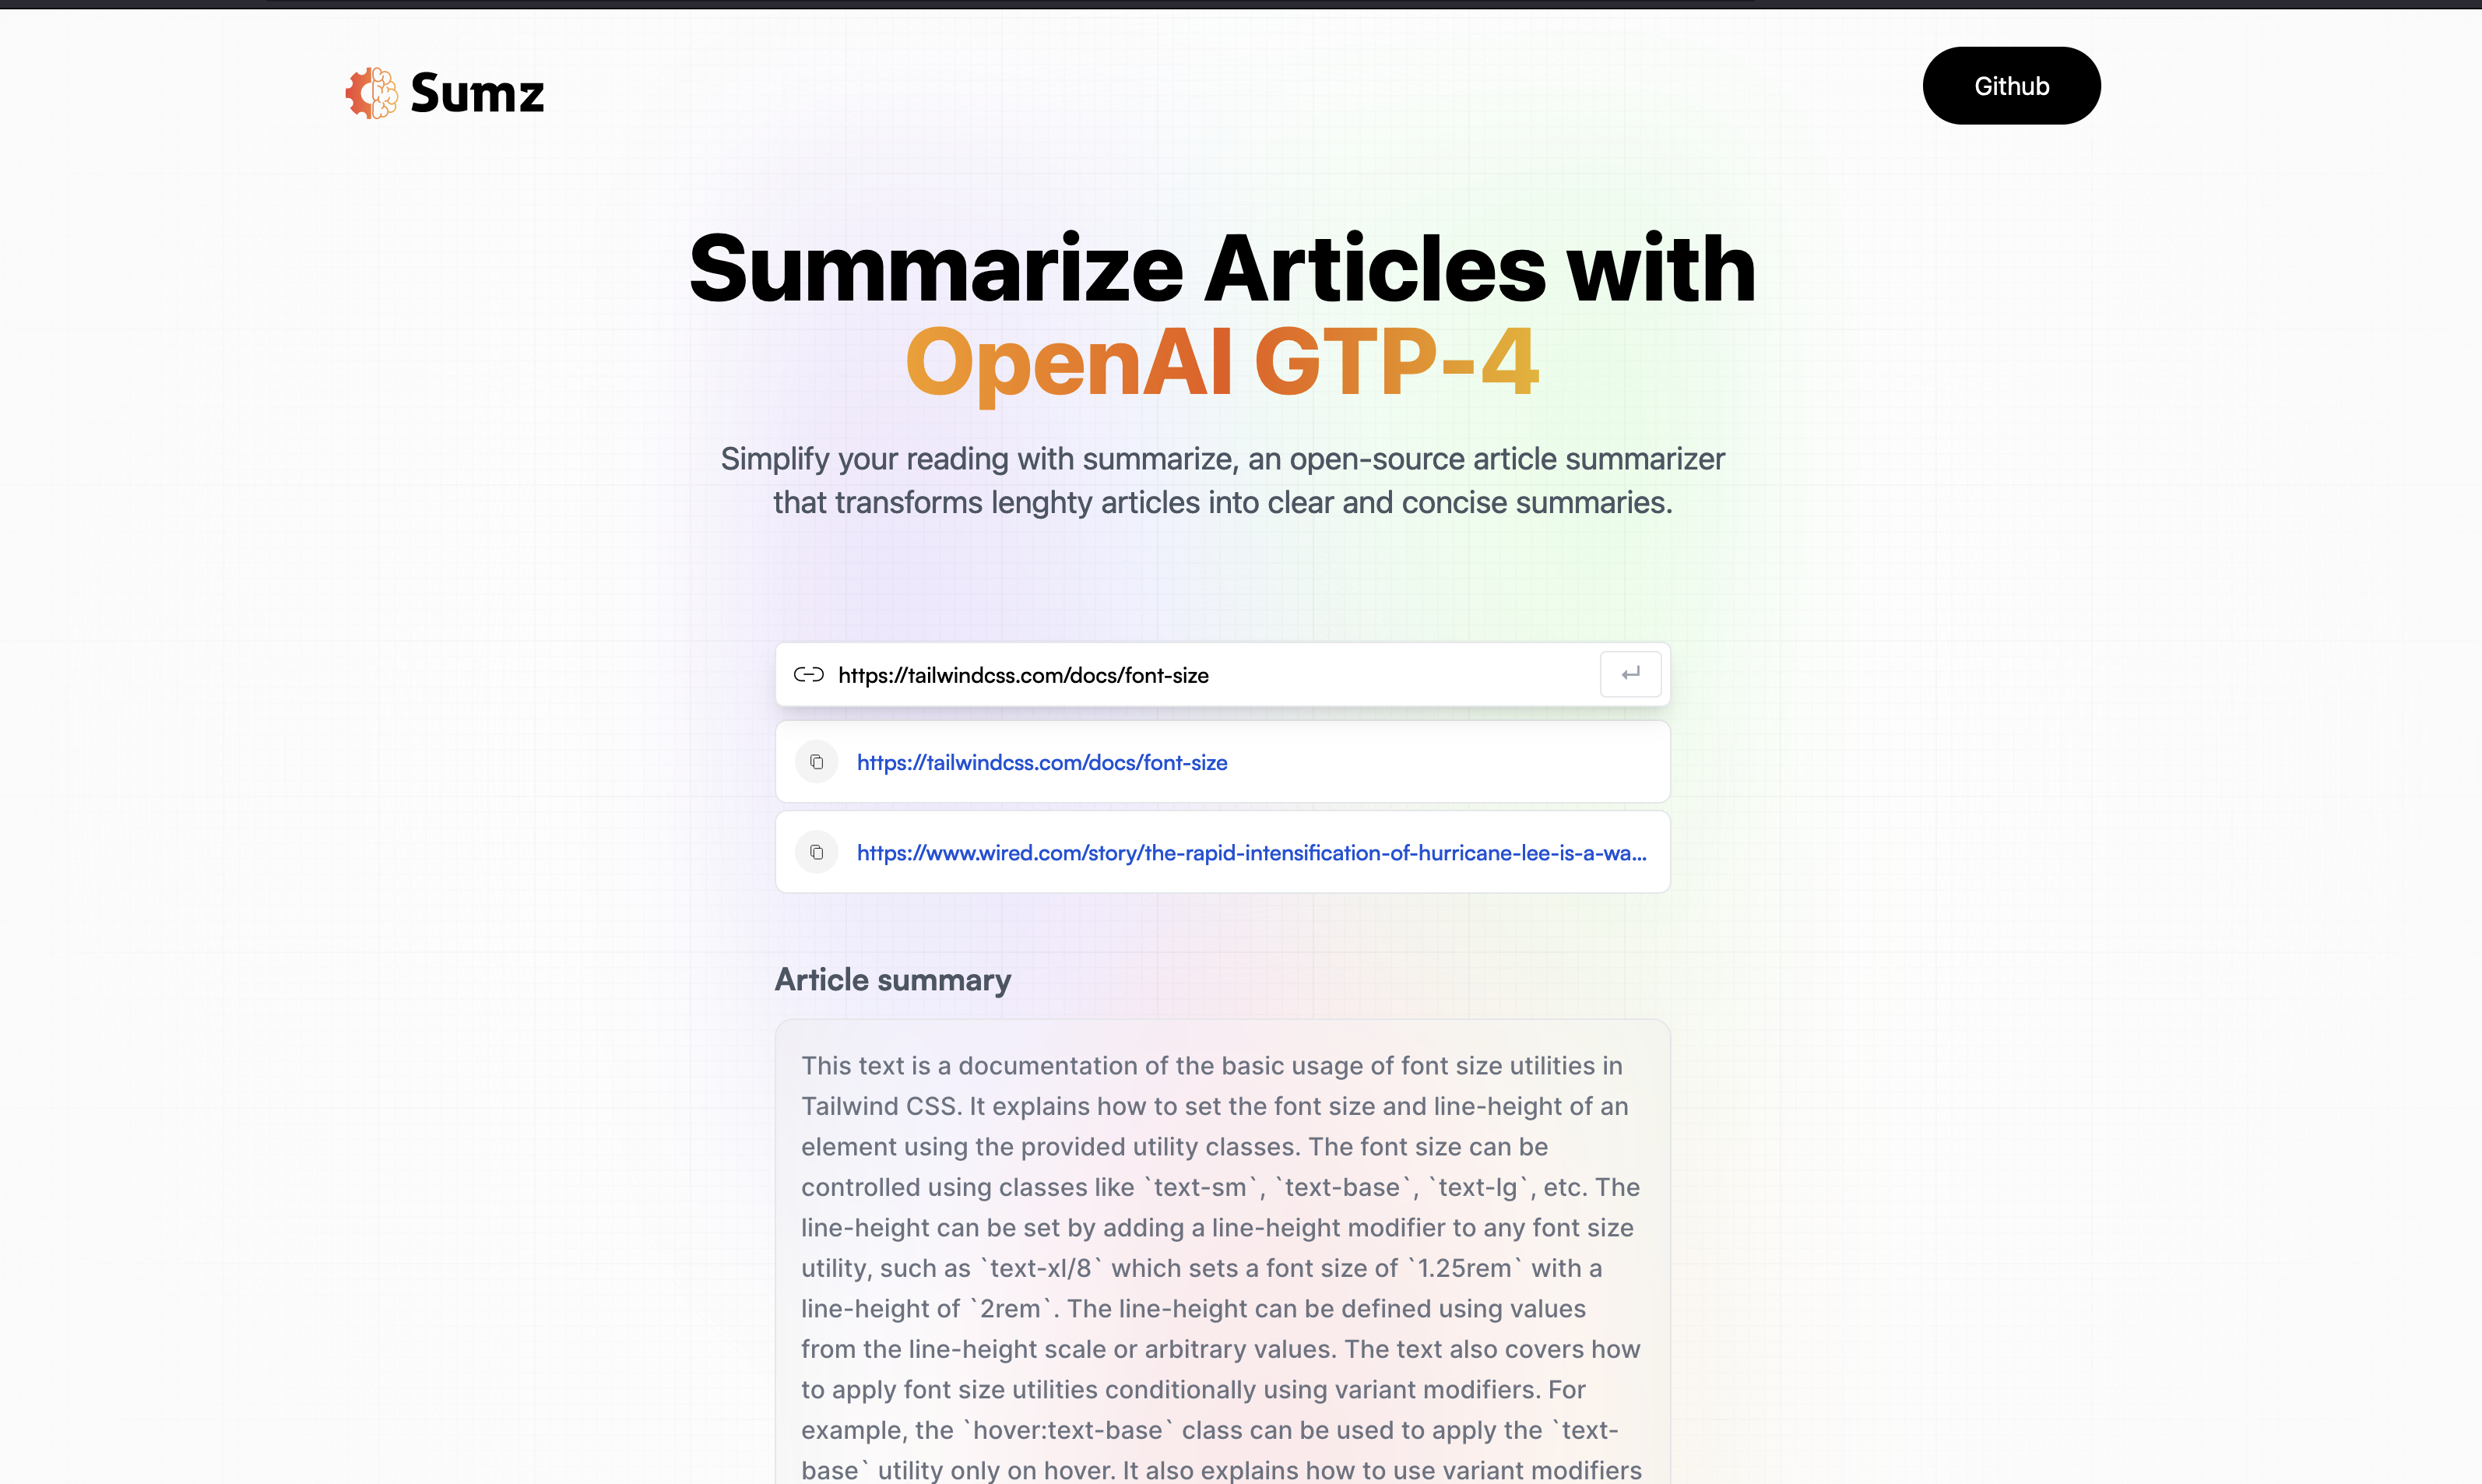 Sumz
Github
Summarize Articles with
OpenAI GTP-4
Simplify your reading with summarize, an open-source article summarizer
that transforms lenghty articles into clear and concise summaries.
https://tailwindcss.com/docs/font-size
https://tailwindcss.com/docs/font-size
https://www.wired.com/story/the-rapid-intensification-of-hurricane-lee-is-a-wa...
Article summary
This text is a documentation of the basic usage of font size utilities in
Tailwind CSS. It explains how to set the font size and line-height of an
element using the provided utility classes. The font size can be
controlled using classes like `text-sm`, `text-base`, `text-lg`, etc. The
line-height can be set by adding a line-height modifier to any font size
utility, such as `text-xl/8` which sets a font size of `1.25rem` with a
line-height of `2rem`. The line-height can be defined using values
from the line-height scale or arbitrary values. The text also covers how
to apply font size utilities conditionally using variant modifiers. For
example, the `hover:text-base` class can be used to apply the `text-
base` utility only on hover. It also explains how to use variant modifiers